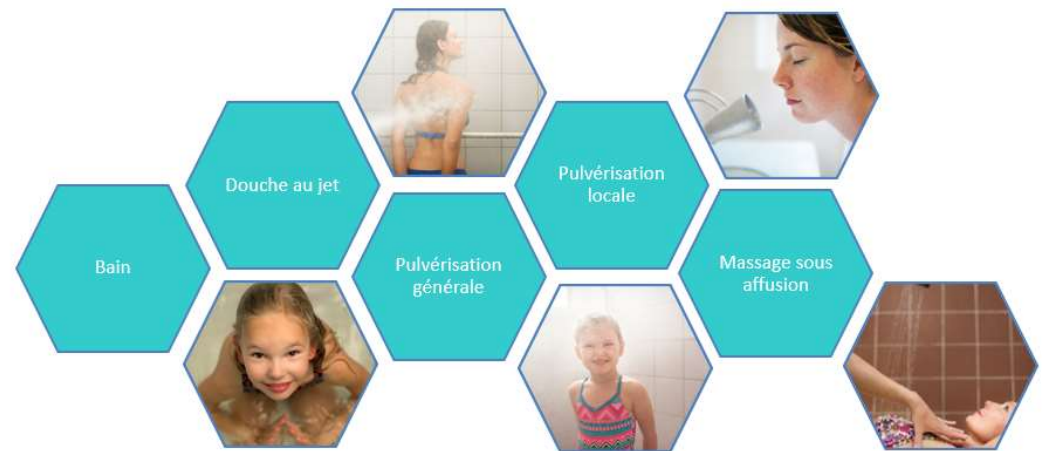 Bain
Douche au jet
Pulvérisation
générale
Pulvérisation
locale
Massage sous
affusion